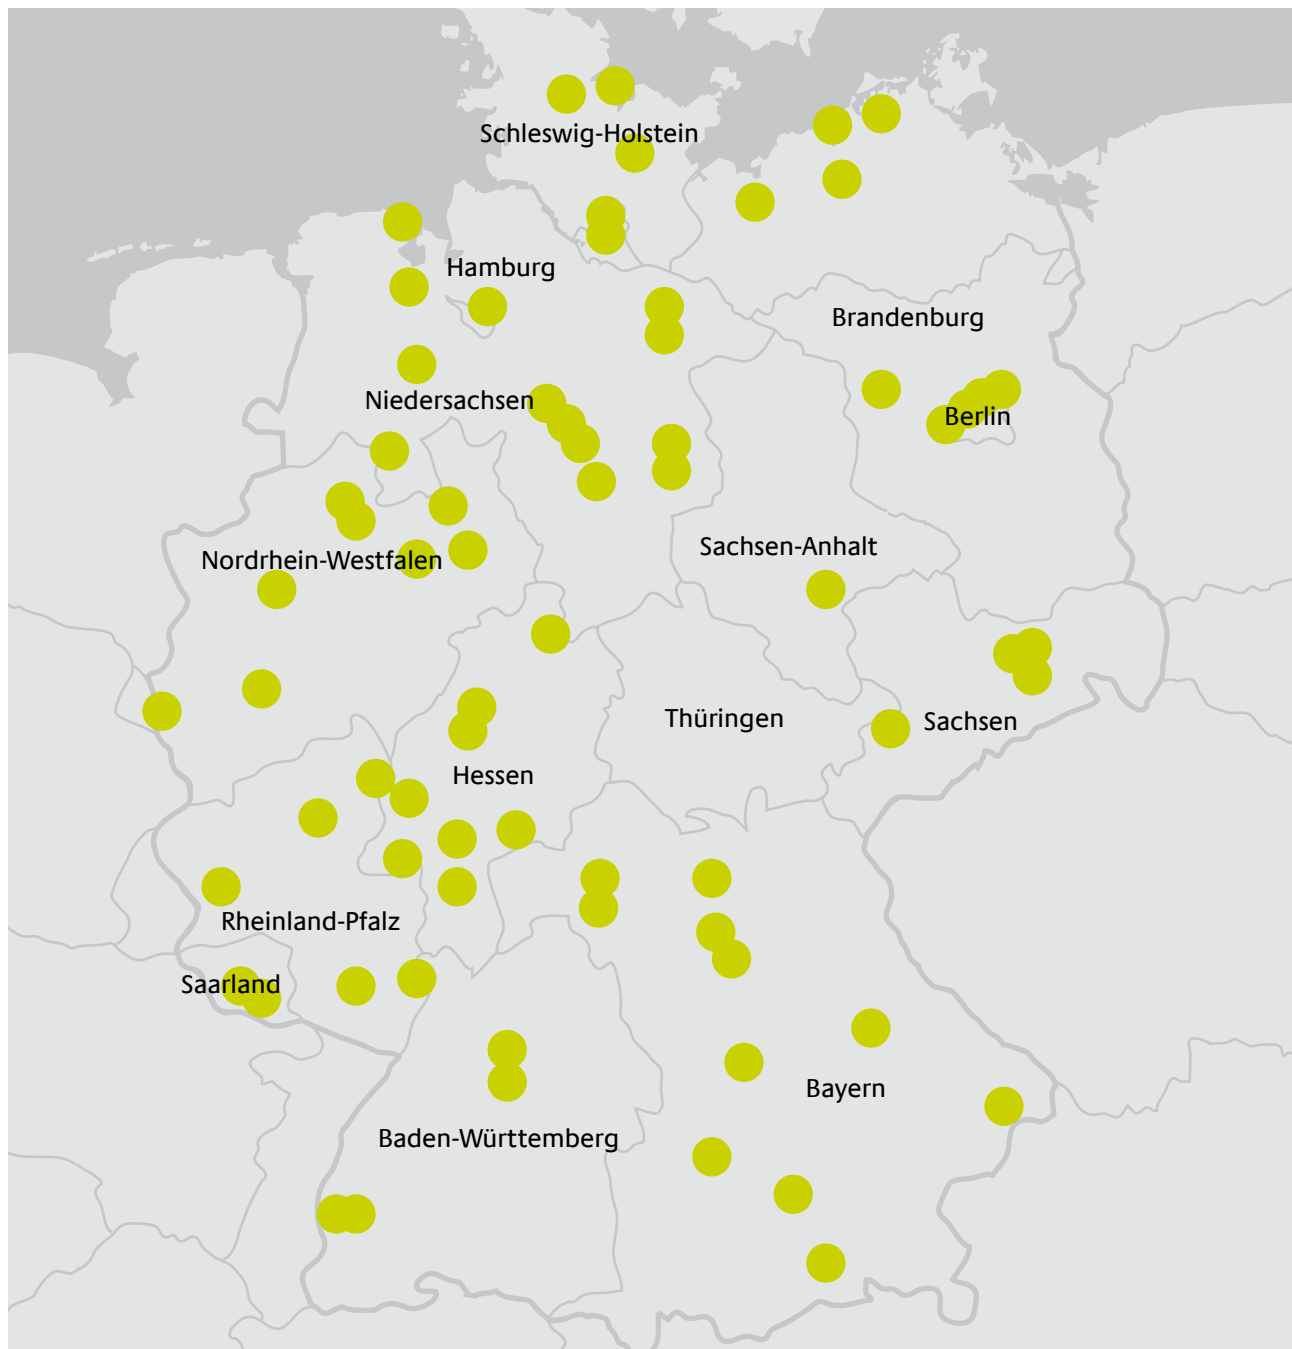 Schleswig-Holstein
Hamburg
Brandenburg
Niedersachsen
Berlin
Sachsen-Anhalt
Nordrhein-Westfalen
Thüringen
Sachsen
Hessen
Rheinland-Pfalz
Saarland
Bayern
Baden-Württemberg